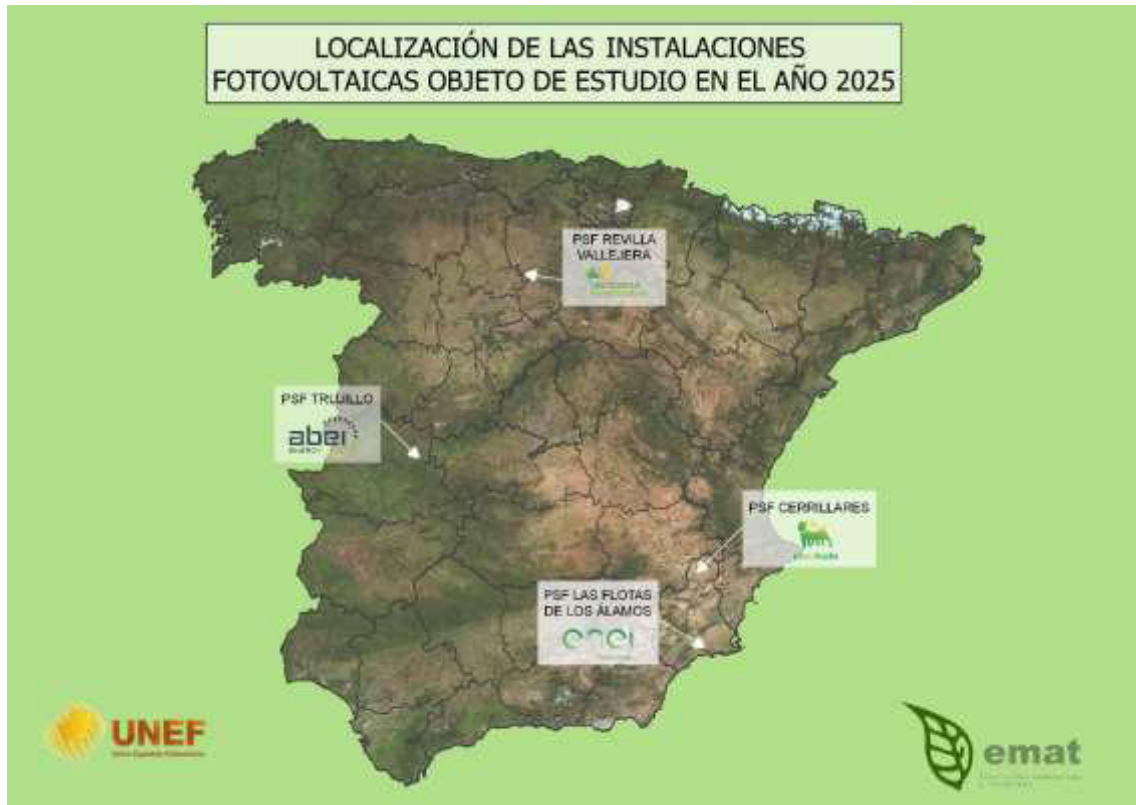 LOCALIZACIÓN DE LAS INSTALACIONES
FOTOVOLTAICAS OBJETO DE ESTUDIO EN EL AÑO 2025
PSF REVILLA
VALLEJERA
PSF TRUJILLO
abei
ENERGY
PSF CERRILLARES
PSF LAS FLOTAS
DE LOS ÁLAMOS
enel
UNEF
emat